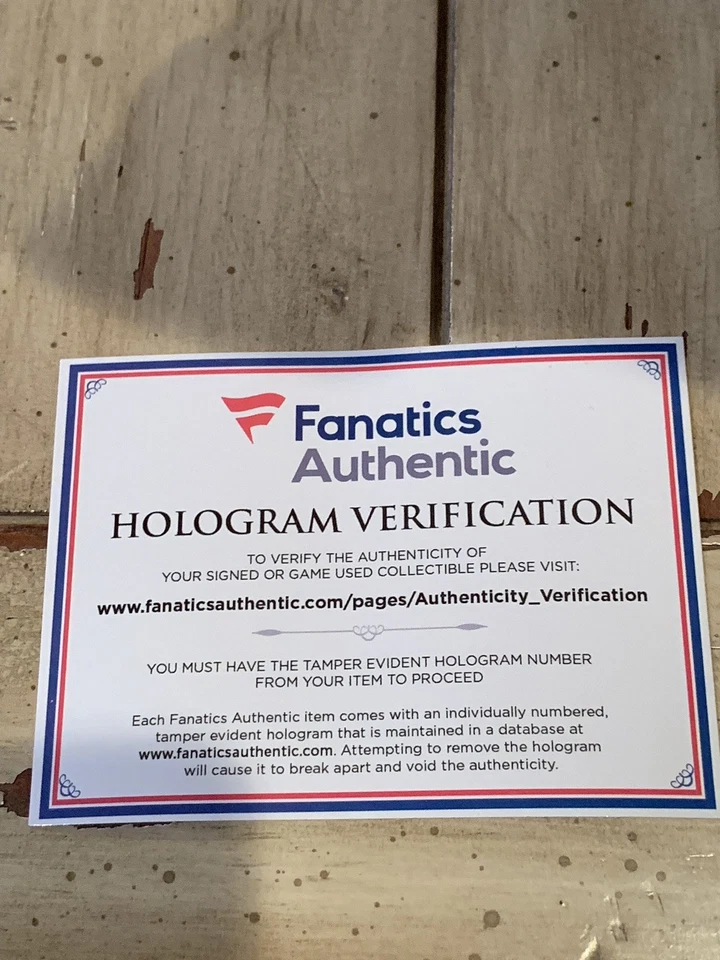 Fanatics
Authentic
HOLOGRAM VERIFICATION
TO VERIFY THE AUTHENTICITY OF
YOUR SIGNED OR GAME USED COLLECTIBLE PLEASE VISIT:
www.fanaticsauthentic.com/pages/Authenticity_Verification
YOU MUST HAVE THE TAMPER EVIDENT HOLOGRAM NUMBER
FROM YOUR ITEM TO PROCEED
Each Fanatics Authentic item comes with an individually numbered,
tamper evident hologram that is maintained in a database at
www.fanaticsauthentic.com. Attempting to remove the hologram
will cause it to break apart and void the authenticity.